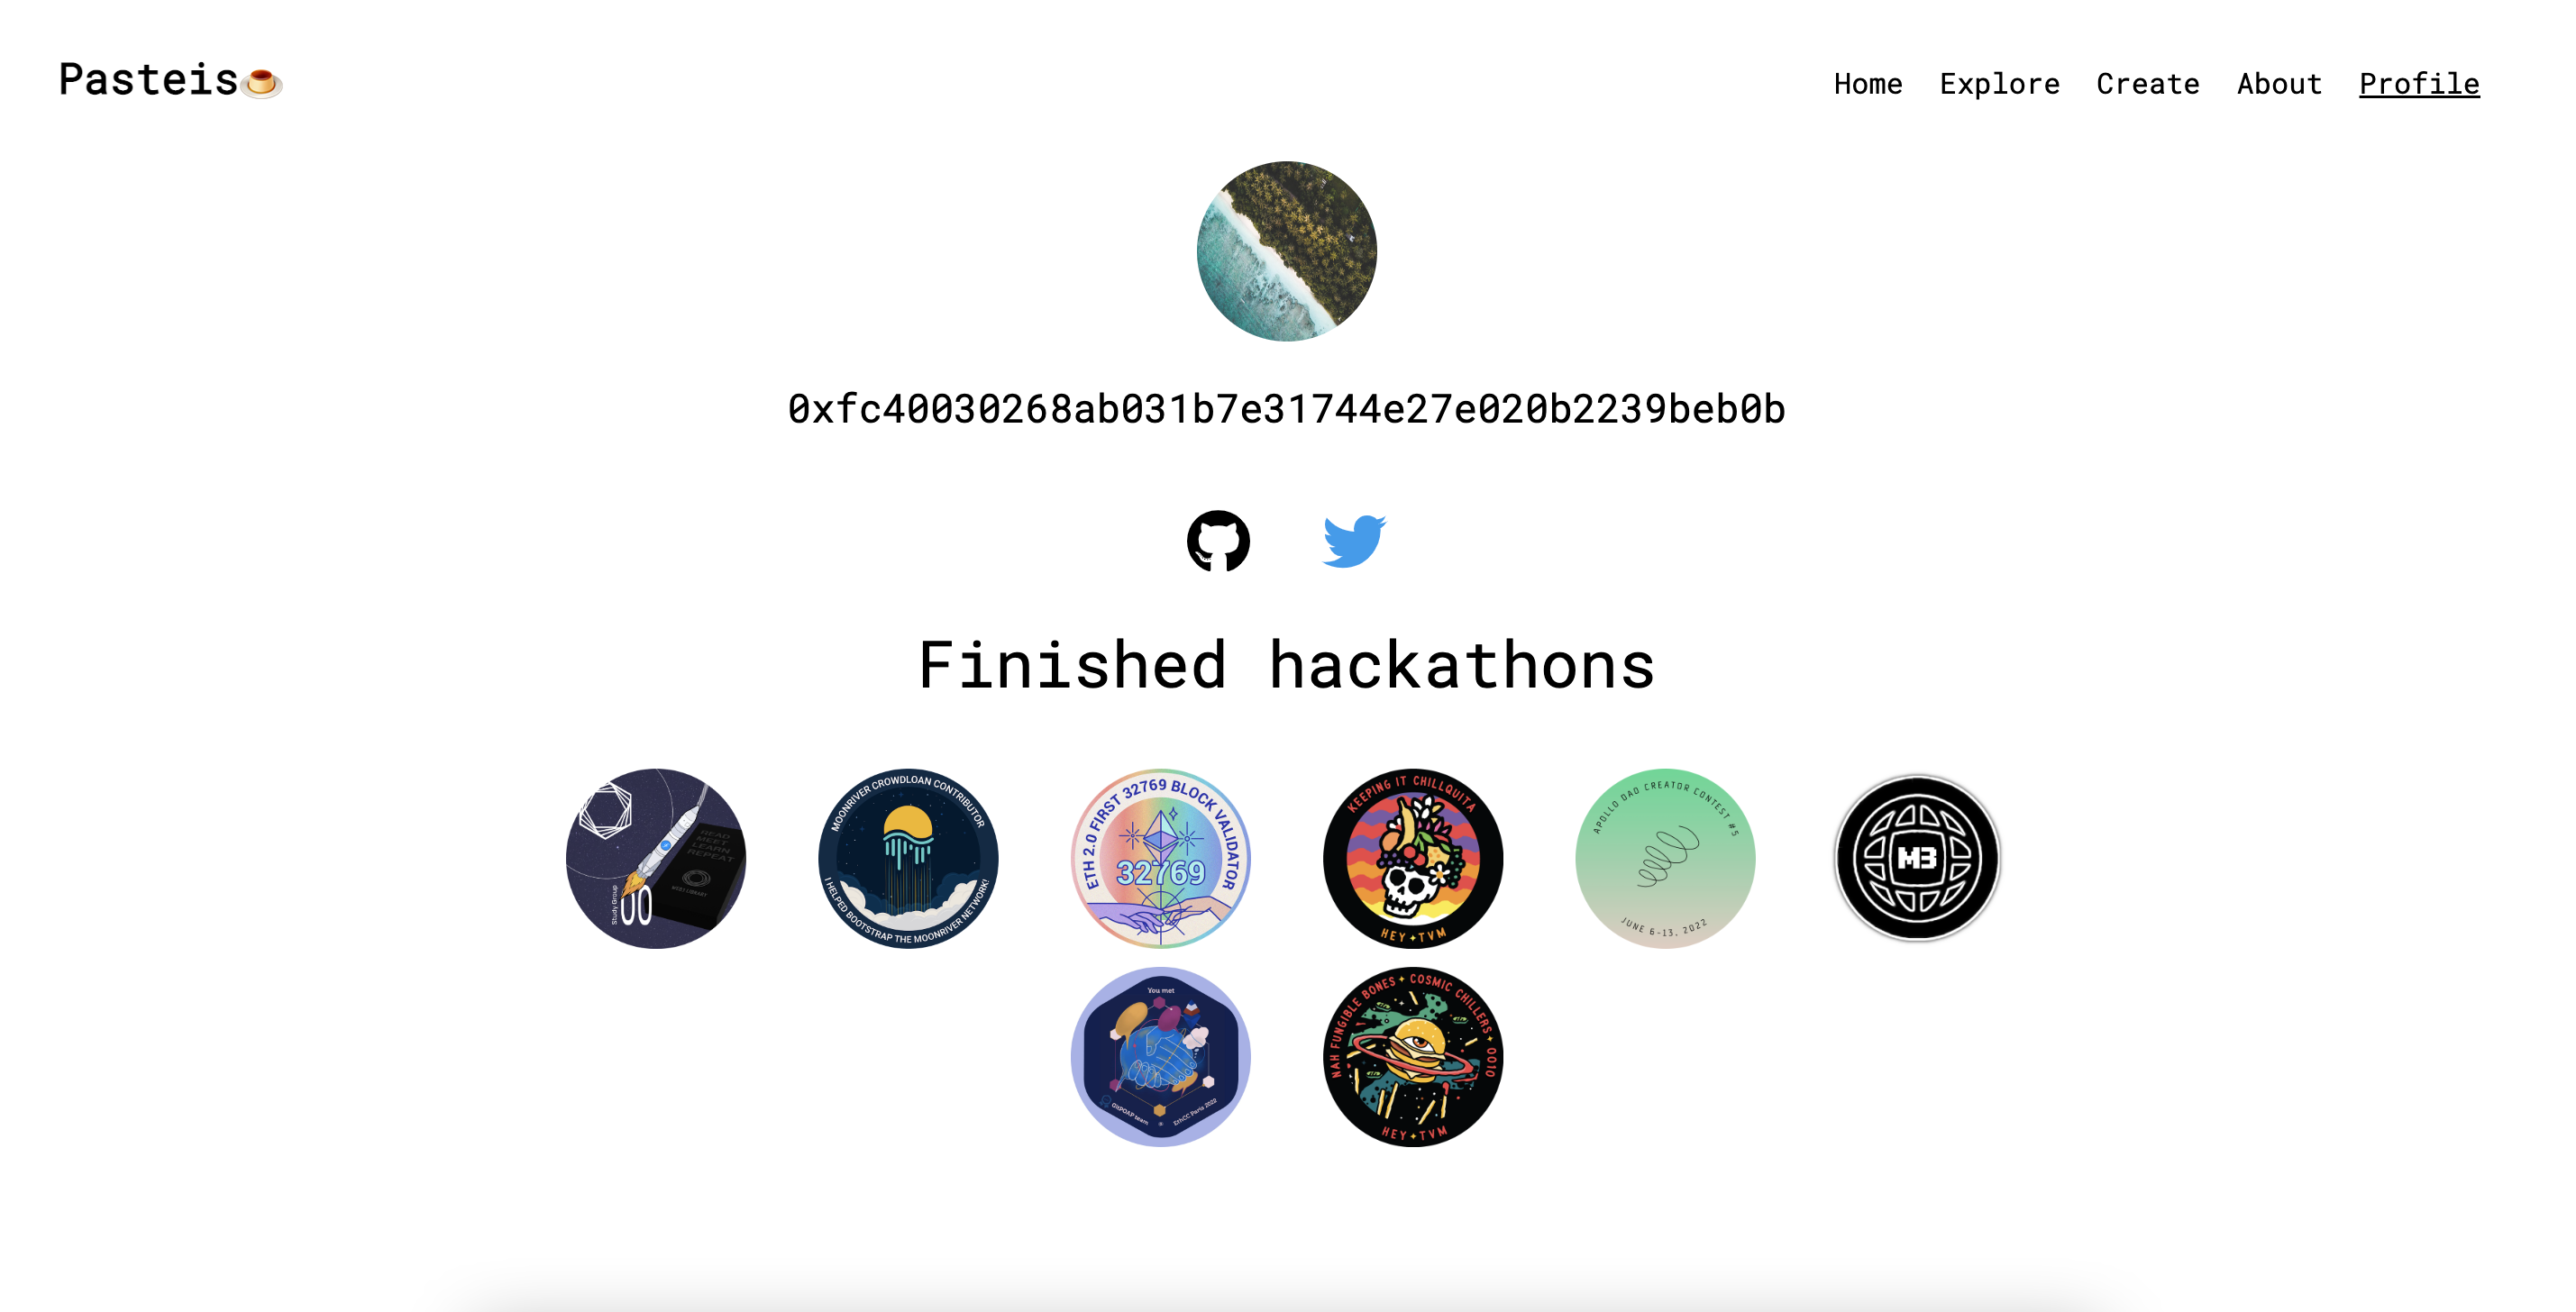 Pasteis
Home Explore Create About Profile
0xfc40030268ab031b7e31744e27e020b2239beb0b
Finished hackathons
READ
MEET
LEARN
REPEAT
WEB3 LIBRARY
Study Group
00
MOONRIVER CROWDLOAN CONTRIBUTOR
I HELPED BOOTSTRAP THE MOONRIVER NETWORK!
ETH 2.0 FIRST 32769 BLOCK VALIDATOR
32769
KEEPING IT CHILLQUITA
HEY TVM
APOLLO DAO CREATOR CONTEST #5
JUNE 6-13, 2022
M3
You met
GitPOAP team
EthCC Paris 2022
NAH FUNGIBLE BONES COSMIC CHILLERS 0010
HEY TVM